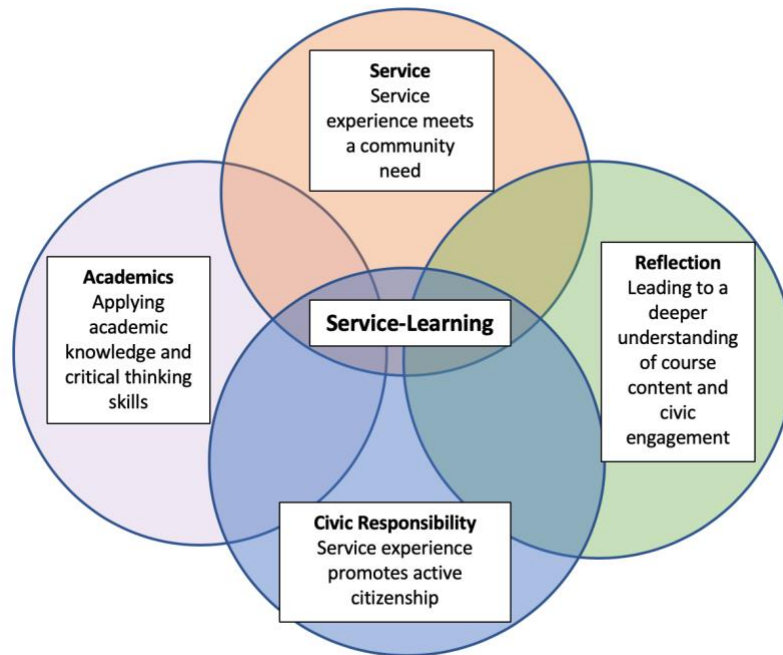 Service
Service
experience meets
a community
need
Academics
Applying
academic
knowledge and
critical thinking
skills
Service-Learning
Reflection
Leading to a
deeper
understanding
of course
content and
civic
engagement
Civic Responsibility
Service experience
promotes active
citizenship